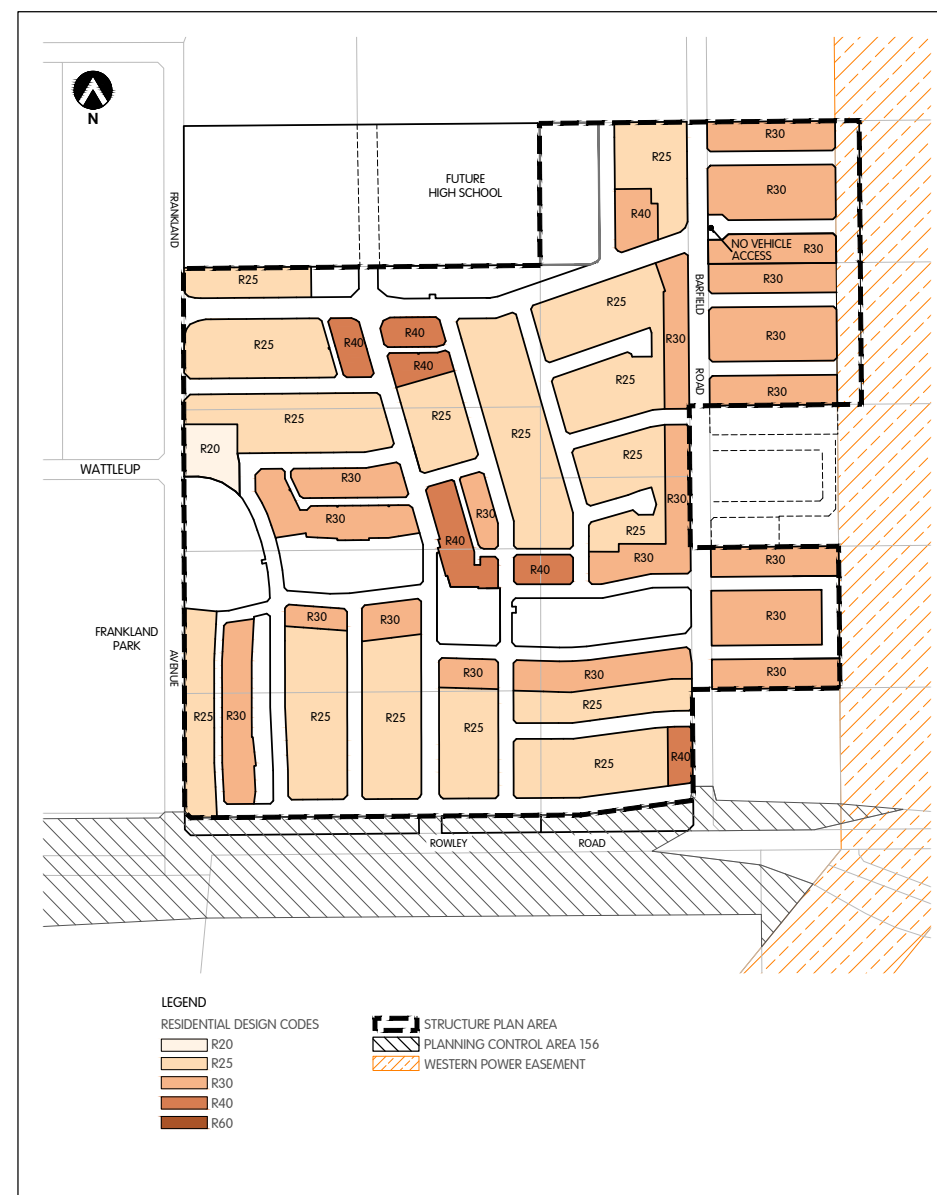 N
FRANKLAND
FUTURE
HIGH SCHOOL
R25
R40
R30
R30
NO VEHICLE
ACCESS
R30
R30
BARFIELD
ROAD
R30
R30
R25
R25
R30
R25
R40
R40
R40
R25
R25
R25
R25
R20
WATTLEUP
R30
R30
R40
R30
R25
R30
R25
R30
R40
R30
R30
R30
FRANKLAND
PARK
AVENUE
R30
R30
R30
R30
R25
R30
R25
R25
R25
R25
R25
R40
ROWLEY
ROAD
LEGEND
RESIDENTIAL DESIGN CODES
R20
R25
R30
R40
R60
STRUCTURE PLAN AREA
PLANNING CONTROL AREA 156
WESTERN POWER EASEMENT